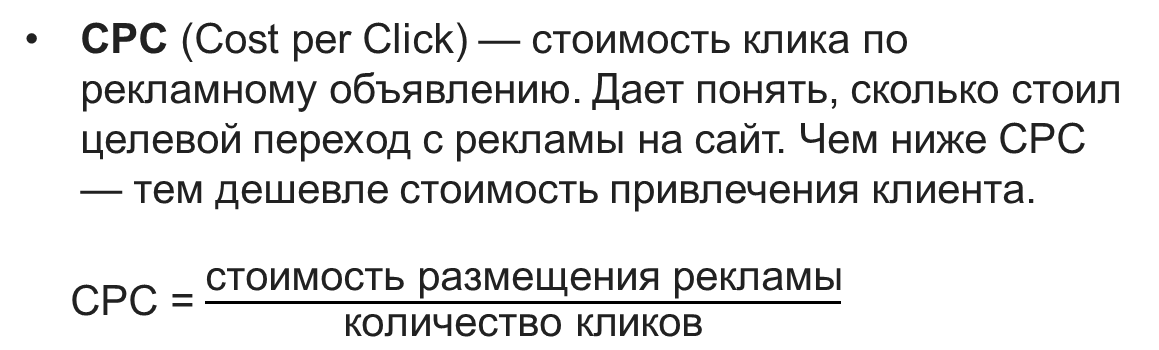 • CPC (Cost per Click) — стоимость клика по
рекламному объявлению. Дает понять, сколько стоил
целевой переход с рекламы на сайт. Чем ниже CPC
— тем дешевле стоимость привлечения клиента.
CPC = стоимость размещения рекламы
количество кликов